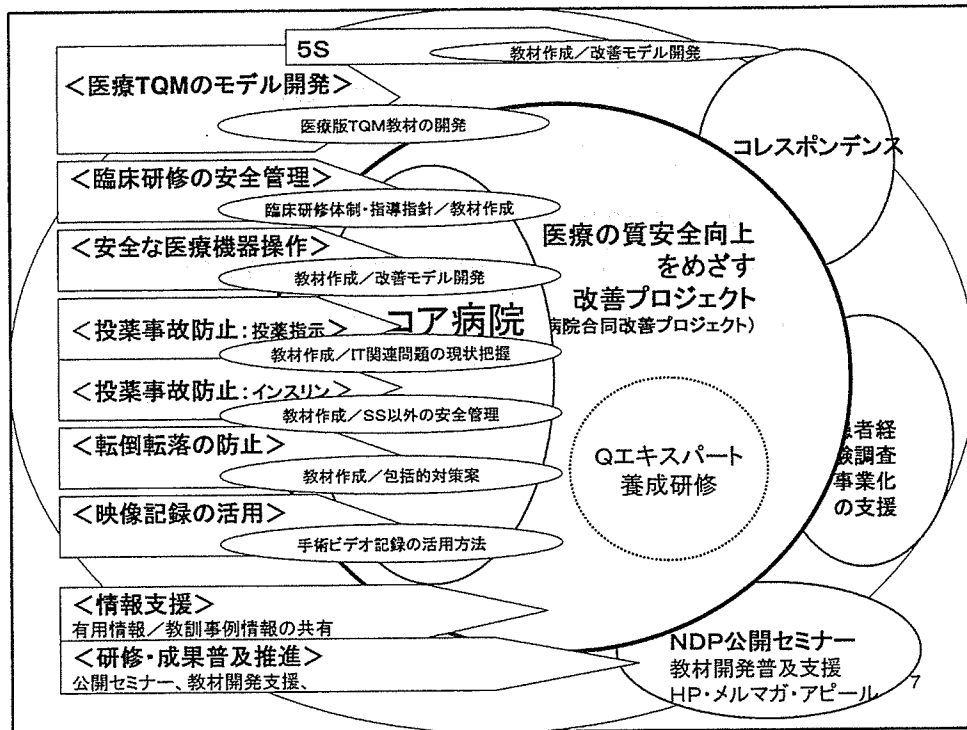 5S
教材作成／改善モデル開発
＜医療TQMのモデル開発＞
医療版TQM教材の開発
コレスポンデンス
＜臨床研修の安全管理＞
臨床研修体制・指導指針／教材作成
＜安全な医療機器操作＞
教材作成／改善モデル開発
医療の質安全向上
をめざす
改善プロジェクト
病院合同改善プロジェクト）
コア病院
＜投薬事故防止：投薬指示＞
教材作成／IT関連問題の現状把握
＜投薬事故防止：インスリン＞
教材作成／SS以外の安全管理
＜転倒転落の防止＞
教材作成／包括的対策案
＜映像記録の活用＞
手術ビデオ記録の活用方法
Qエキスパート
養成研修
患者経
験調査
事業化
の支援
＜情報支援＞
有用情報／教訓事例情報の共有
＜研修・成果普及推進＞
公開セミナー、教材開発支援、
NDP公開セミナー
教材開発普及支援
HP・メルマガ・アピール
7